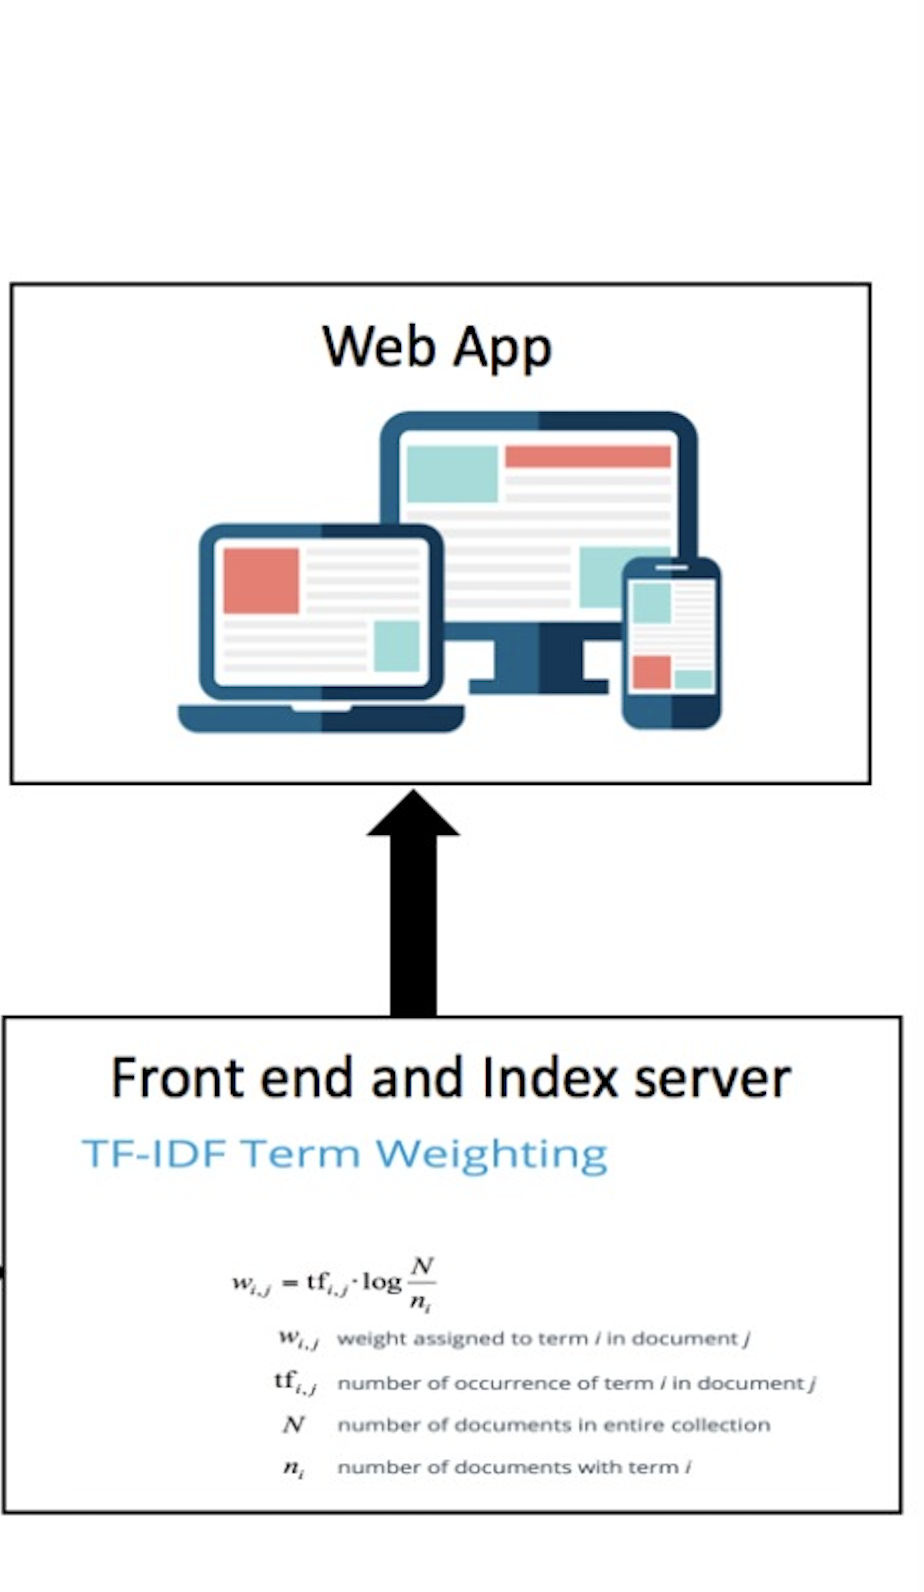 Web App
Front end and Index server
TF-IDF Term Weighting
w_{i,j} = tf_{i,j} · log N/n_i
w_{i,j} weight assigned to term i in document j
tf_{i,j} number of occurrence of term i in document j
N number of documents in entire collection
n_i number of documents with term i